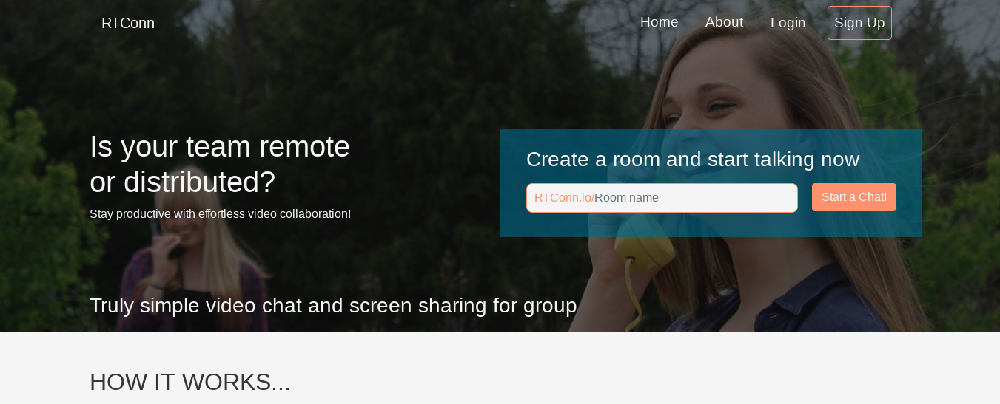 RTConn
Home
About
Login
Sign Up
Is your team remote
or distributed?
Stay productive with effortless video collaboration!
Create a room and start talking now
RTConn.io/Room name
Start a Chat!
Truly simple video chat and screen sharing for group
HOW IT WORKS...